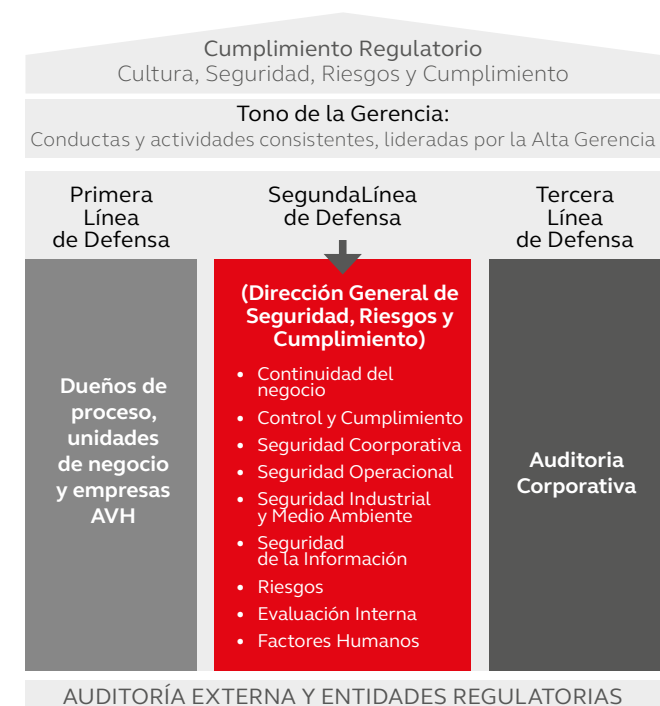 Cumplimiento Regulatorio
Cultura, Seguridad, Riesgos y Cumplimiento
Tono de la Gerencia:
Conductas y actividades consistentes, lideradas por la Alta Gerencia
Primera
Línea
de Defensa
SegundaLínea
de Defensa
Tercera
Línea
de Defensa
Dueños de
proceso,
unidades
de negocio
y empresas
AVH
(Dirección General de
Seguridad, Riesgos y
Cumplimiento)
• Continuidad del
negocio
• Control y Cumplimiento
• Seguridad Coorporativa
• Seguridad Operacional
• Seguridad Industrial
y Medio Ambiente
• Seguridad
de la Información
• Riesgos
• Evaluación Interna
• Factores Humanos
Auditoria
Corporativa
AUDITORÍA EXTERNA Y ENTIDADES REGULATORIAS